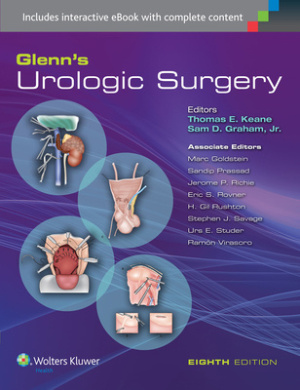 Includes interactive eBook with complete content
Glenn's
Urologic Surgery
Editors
Thomas E. Keane
Sam D. Graham, Jr.
Associate Editors
Marc Goldstein
Sandip Prasad
Jerome P. Richie
Eric S. Rovner
H. Gil Rushton
Stephen J. Savage
Urs E. Studer
Ramón Virasoro
Wolters Kluwer
Health
EIGHTH EDITION